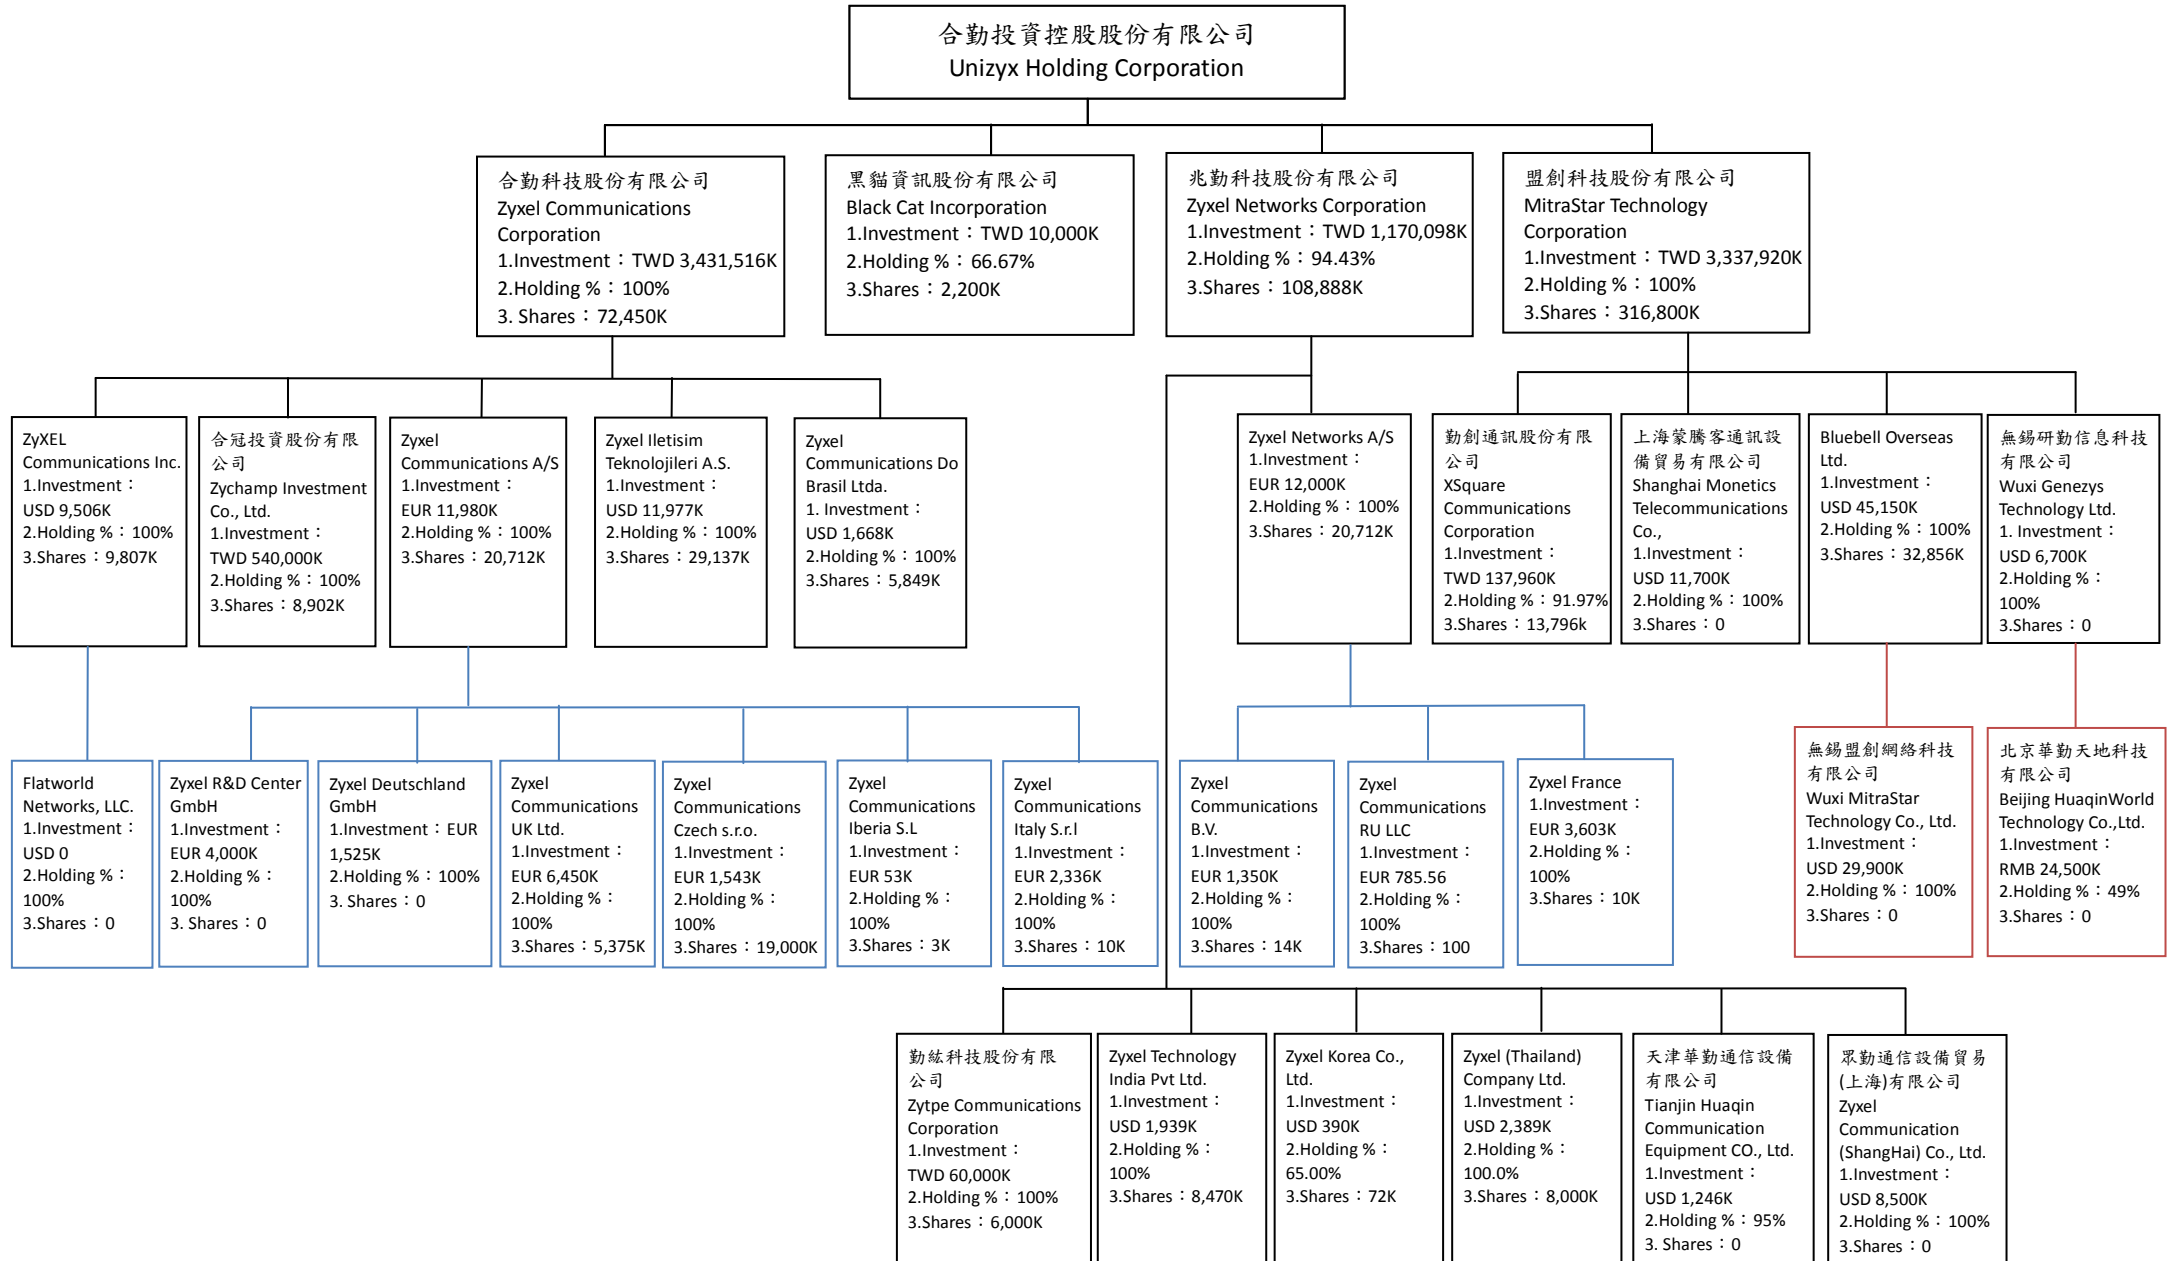 合勤投資控股股份有限公司
Unizyx Holding Corporation
合勤科技股份有限公司
Zyxel Communications
Corporation
1.Investment：TWD 3,431,516K
2.Holding %：100%
3. Shares：72,450K
黑貓資訊股份有限公司
Black Cat Incorporation
1.Investment：TWD 10,000K
2.Holding %：66.67%
3.Shares：2,200K
兆勤科技股份有限公司
Zyxel Networks Corporation
1.Investment：TWD 1,170,098K
2.Holding %：94.43%
3.Shares：108,888K
盟創科技股份有限公司
MitraStar Technology
Corporation
1.Investment：TWD 3,337,920K
2.Holding %：100%
3.Shares：316,800K
ZyXEL
Communications Inc.
1.Investment：
USD 9,506K
2.Holding %：100%
3.Shares：9,807K
合冠投資股份有限
公司
Zychamp Investment
Co., Ltd.
1.Investment：
TWD 540,000K
2.Holding %：100%
3.Shares：8,902K
Zyxel
Communications A/S
1.Investment：
EUR 11,980K
2.Holding %：100%
3.Shares：20,712K
Zyxel Iletisim
Teknolojileri A.S.
1.Investment：
USD 11,977K
2.Holding %：100%
3.Shares：29,137K
Zyxel
Communications Do
Brasil Ltda.
1. Investment：
USD 1,668K
2.Holding %：100%
3.Shares：5,849K
Zyxel Networks A/S
1.Investment：
EUR 12,000K
2.Holding %：100%
3.Shares：20,712K
勤創通訊股份有限
公司
XSquare
Communications
Corporation
1.Investment：
TWD 137,960K
2.Holding %：91.97%
3.Shares：13,796k
上海蒙騰客通訊設
備貿易有限公司
Shanghai Monetics
Telecommunications
Co.,
1.Investment：
USD 11,700K
2.Holding %：100%
3.Shares：0
Bluebell Overseas
Ltd.
1.Investment：
USD 45,150K
2.Holding %：100%
3.Shares：32,856K
無錫研勤信息科技
有限公司
Wuxi Genezys
Technology Ltd.
1. Investment：
USD 6,700K
2.Holding %：
100%
3.Shares：0
Flatworld
Networks, LLC.
1.Investment：
USD 0
2.Holding %：
100%
3.Shares：0
Zyxel R&D Center
GmbH
1.Investment：
EUR 4,000K
2.Holding %：
100%
3. Shares：0
Zyxel Deutschland
GmbH
1.Investment：EUR
1,525K
2.Holding %：100%
3. Shares：0
Zyxel
Communications
UK Ltd.
1.Investment：
EUR 6,450K
2.Holding %：
100%
3.Shares：5,375K
Zyxel
Communications
Czech s.r.o.
1.Investment：
EUR 1,543K
2.Holding %：
100%
3.Shares：19,000K
Zyxel
Communications
Iberia S.L
1.Investment：
EUR 53K
2.Holding %：
100%
3.Shares：3K
Zyxel
Communications
Italy S.r.l
1.Investment：
EUR 2,336K
2.Holding %：
100%
3.Shares：10K
Zyxel
Communications
B.V.
1.Investment：
EUR 1,350K
2.Holding %：
100%
3.Shares：14K
Zyxel
Communications
RU LLC
1.Investment：
EUR 785.56
2.Holding %：
100%
3.Shares：100
Zyxel France
1.Investment：
EUR 3,603K
2.Holding %：
100%
3.Shares：10K
無錫盟創網絡科技
有限公司
Wuxi MitraStar
Technology Co., Ltd.
1.Investment：
USD 29,900K
2.Holding %：100%
3.Shares：0
北京華勤天地科技
有限公司
Beijing HuaqinWorld
Technology Co.,Ltd.
1.Investment：
RMB 24,500K
2.Holding %：49%
3.Shares：0
勤紘科技股份有限
公司
Zytpe Communications
Corporation
1.Investment：
TWD 60,000K
2.Holding %：100%
3.Shares：6,000K
Zyxel Technology
India Pvt Ltd.
1.Investment：
USD 1,939K
2.Holding %：
100%
3.Shares：8,470K
Zyxel Korea Co.,
Ltd.
1.Investment：
USD 390K
2.Holding %：
65.00%
3.Shares：72K
Zyxel (Thailand)
Company Ltd.
1.Investment：
USD 2,389K
2.Holding %：
100.0%
3.Shares：8,000K
天津華勤通信設備
有限公司
Tianjin Huaqin
Communication
Equipment CO., Ltd.
1.Investment：
USD 1,246K
2.Holding %：95%
3. Shares：0
眾勤通信設備貿易
(上海)有限公司
Zyxel
Communication
(ShangHai) Co., Ltd.
1.Investment：
USD 8,500K
2.Holding %：100%
3.Shares：0